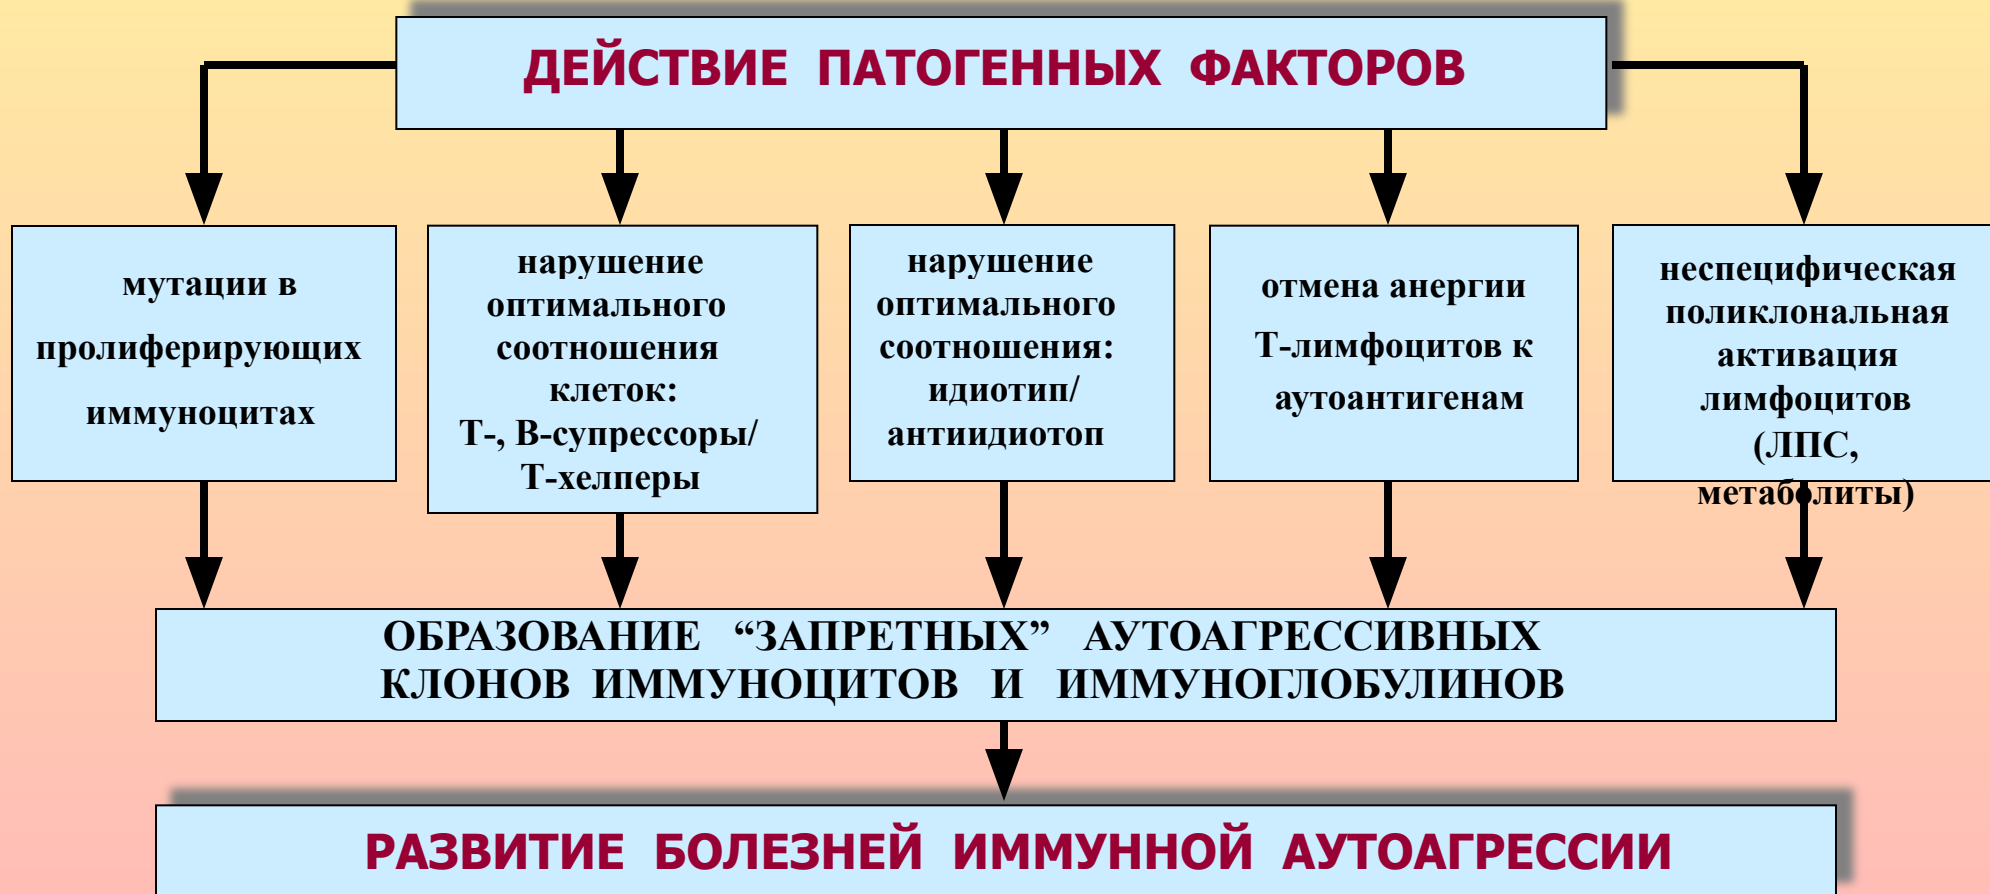 ДЕЙСТВИЕ ПАТОГЕННЫХ ФАКТОРОВ
мутации в
пролиферирующих
иммуноцитах
нарушение
оптимального
соотношения
клеток:
Т-, В-супрессоры/
Т-хелперы
нарушение
оптимального
соотношения:
идиотип/
антиидиотоп
отмена анергии
Т-лимфоцитов к
аутоантигенам
неспецифическая
поликлональная
активация
лимфоцитов
(ЛПС,
метаболиты)
ОБРАЗОВАНИЕ “ЗАПРЕТНЫХ” АУТОАГРЕССИВНЫХ
КЛОНОВ ИММУНОЦИТОВ И ИММУНОГЛОБУЛИНОВ
РАЗВИТИЕ БОЛЕЗНЕЙ ИММУННОЙ АУТОАГРЕССИИ